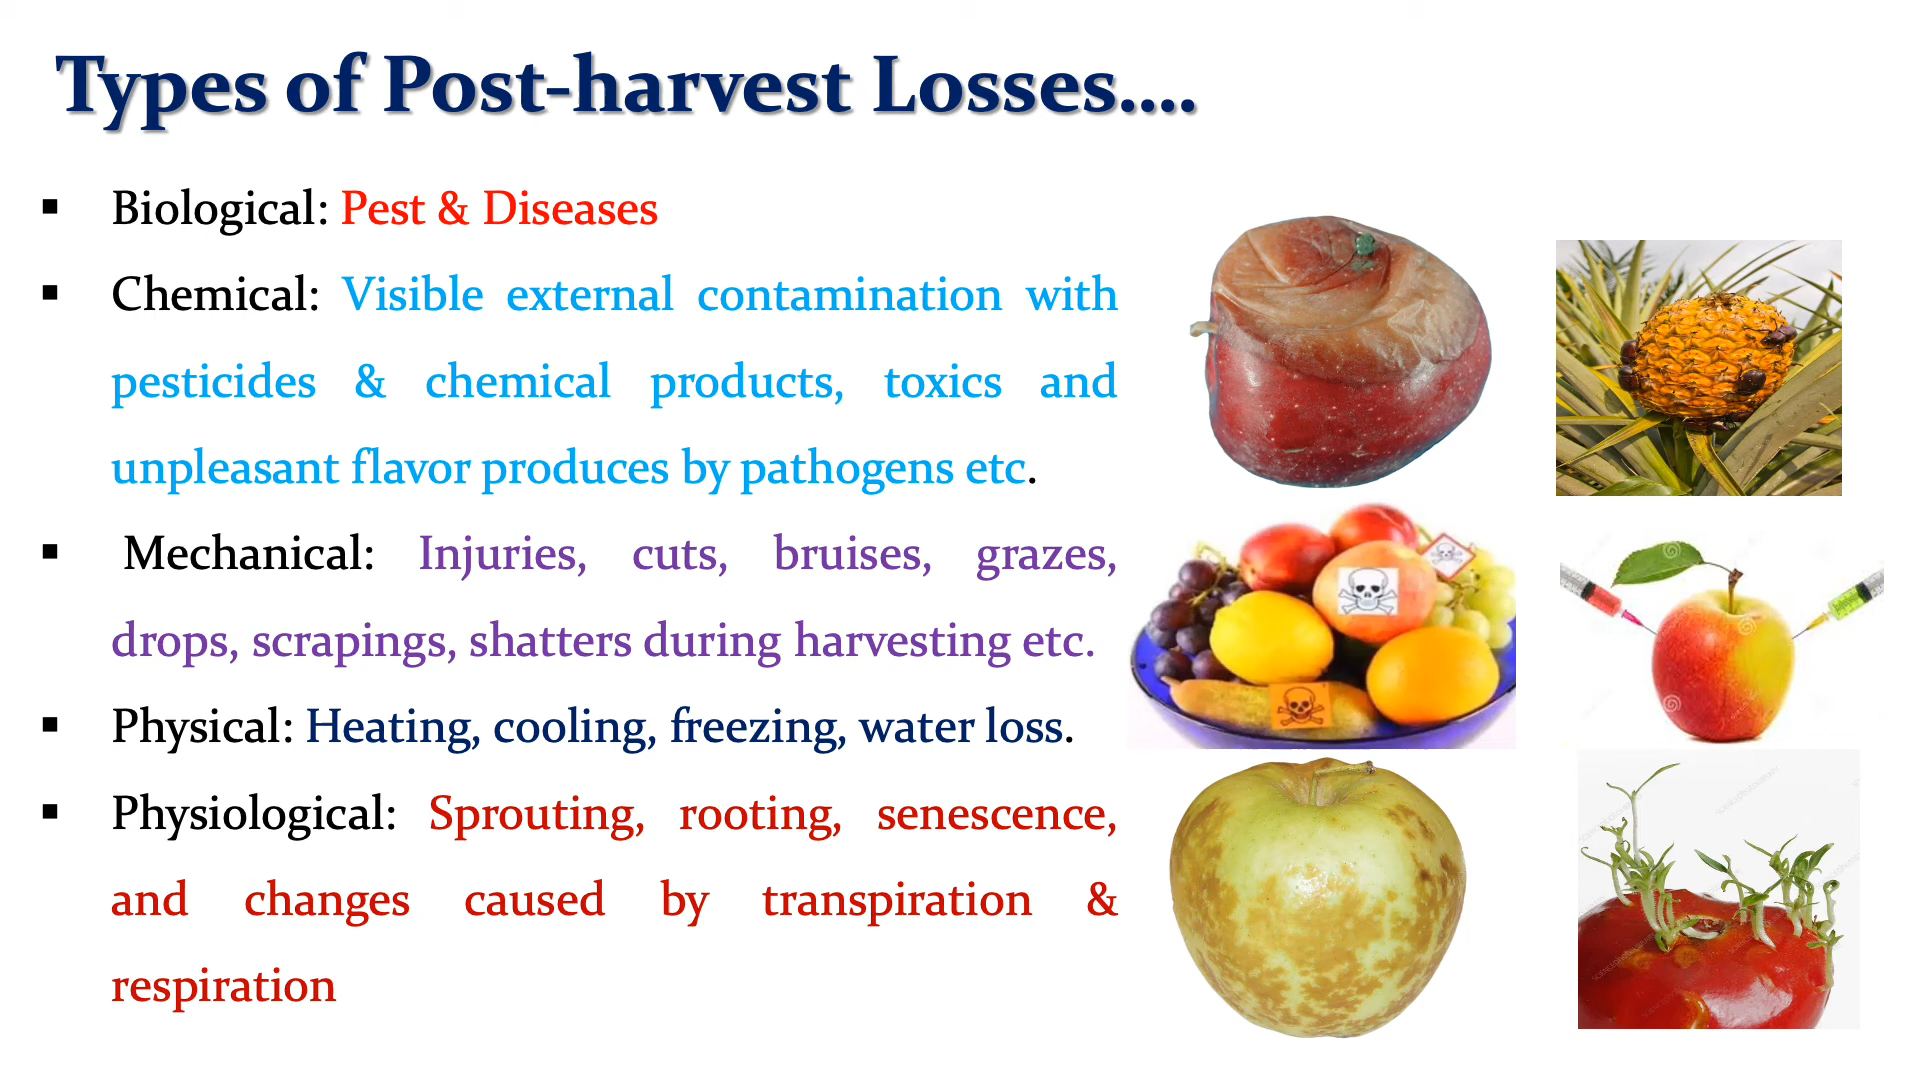 Types of Post-harvest Losses....
▪ Biological: Pest & Diseases
▪ Chemical: Visible external contamination with
pesticides & chemical products, toxics and
unpleasant flavor produces by pathogens etc.
▪ Mechanical: Injuries, cuts, bruises, grazes,
drops, scrapings, shatters during harvesting etc.
▪ Physical: Heating, cooling, freezing, water loss.
▪ Physiological: Sprouting, rooting, senescence,
and changes caused by transpiration &
respiration